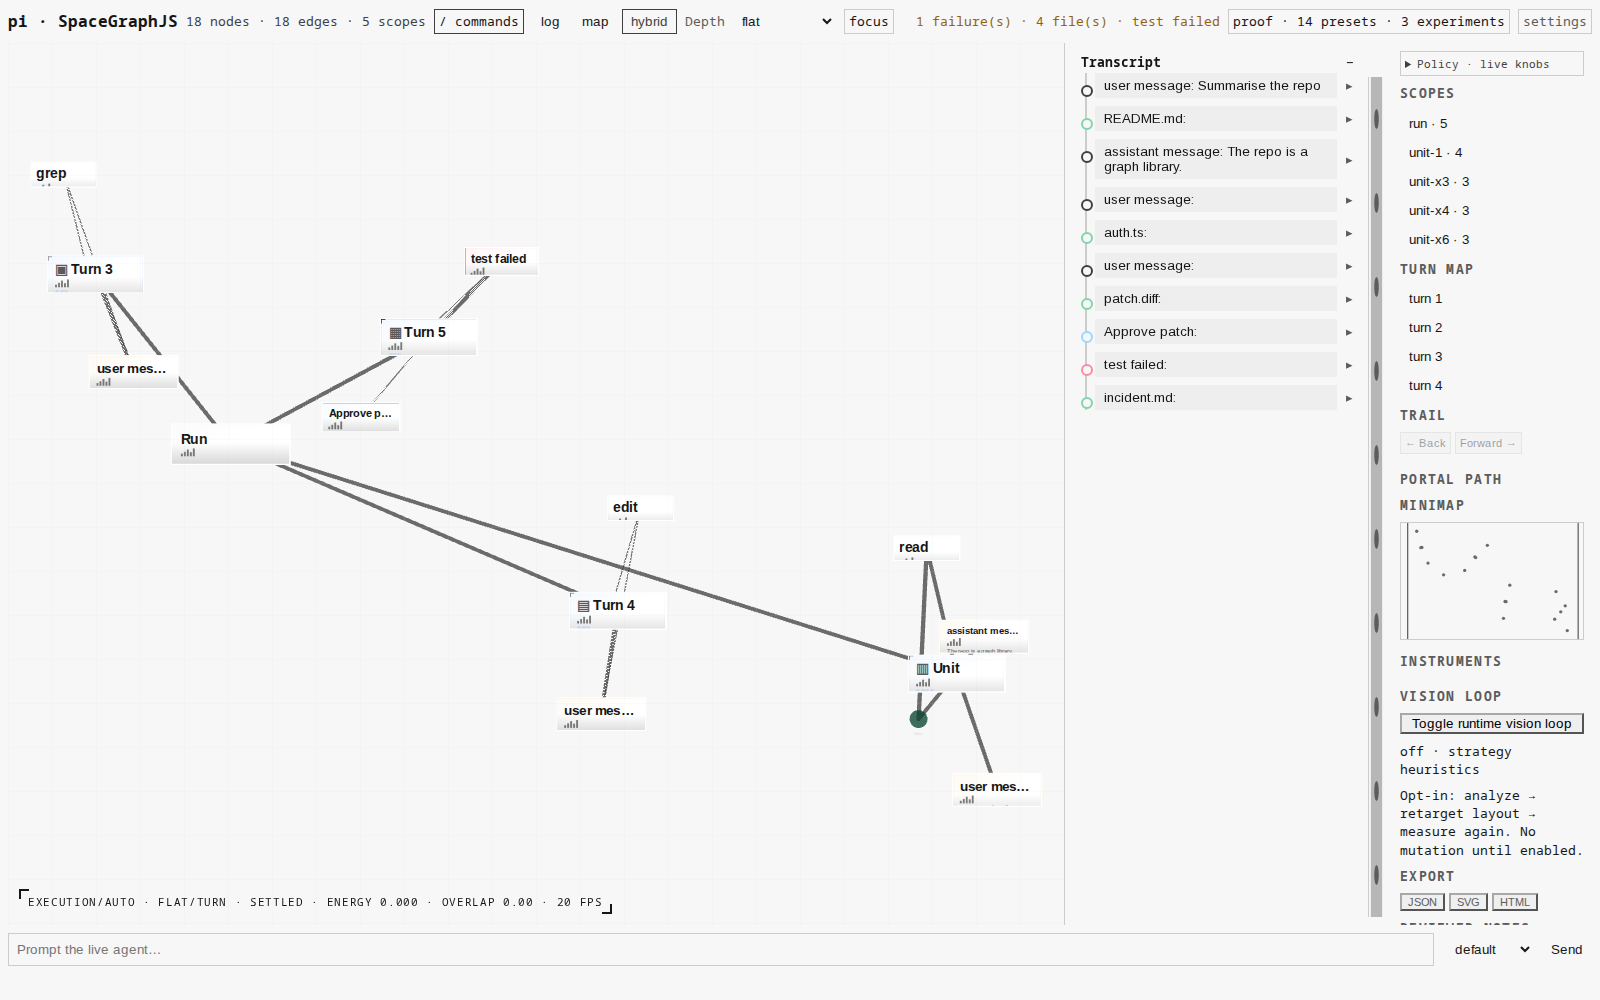 pi · SpaceGraphJS 18 nodes · 18 edges · 5 scopes / commands log map hybrid Depth flat focus 1 failure(s) · 4 file(s) · test failed proof · 14 presets · 3 experiments settings
grep
Turn 3
user mes…
test failed
Turn 5
Approve p…
Run
edit
Turn 4
user mes…
read
assistant mes…
The repo is a graph library.
Unit
user mes…
EXECUTION/AUTO · FLAT/TURN · SETTLED · ENERGY 0.000 · OVERLAP 0.00 · 20 FPS
Transcript –
user message: Summarise the repo
README.md:
assistant message: The repo is a
graph library.
user message:
auth.ts:
user message:
patch.diff:
Approve patch:
test failed:
incident.md:
Policy · live knobs
SCOPES
run · 5
unit-1 · 4
unit-x3 · 3
unit-x4 · 3
unit-x6 · 3
TURN MAP
turn 1
turn 2
turn 3
turn 4
TRAIL
← Back Forward →
PORTAL PATH
MINIMAP
INSTRUMENTS
VISION LOOP
Toggle runtime vision loop
off · strategy
heuristics
Opt-in: analyze →
retarget layout →
measure again. No
mutation until enabled.
EXPORT
JSON SVG HTML
Prompt the live agent… default Send